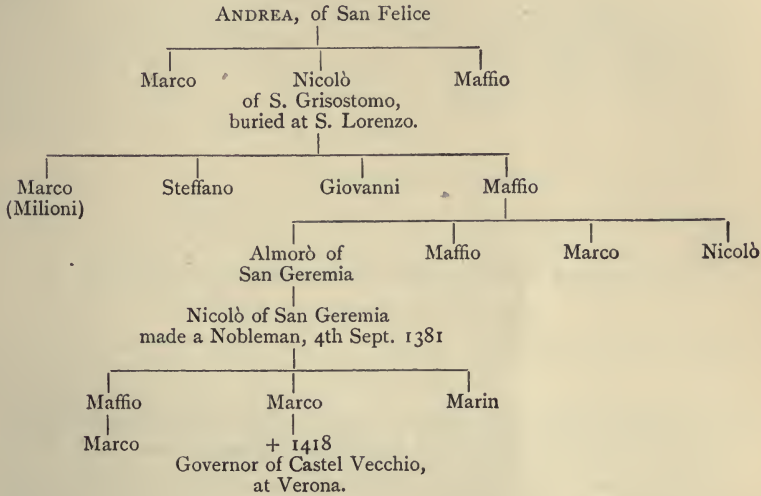 ANDREA, of San Felice
Marco Nicolò Maffio
of S. Grisostomo,
buried at S. Lorenzo.
Marco Steffano Giovanni Maffio
(Milioni)
Almorò of Maffio Marco Nicolò
San Geremia
Nicolò of San Geremia
made a Nobleman, 4th Sept. 1381
Maffio Marco Marin
Marco + 1418
Governor of Castel Vecchio,
at Verona.